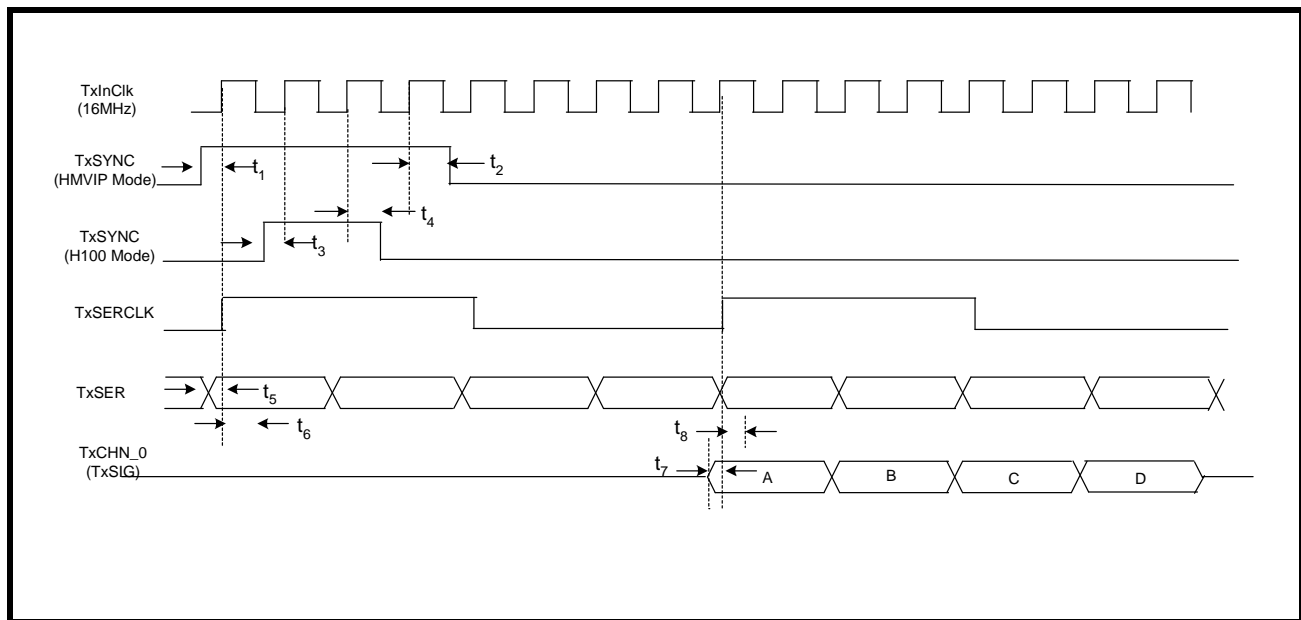 TxInClk
(16MHz)
TxSYNC
(HMVIP Mode)
t1
t2
TxSYNC
(H100 Mode)
t3
t4
TxSERCLK
TxSER
t5
t6
t8
TxCHN_0
(TxSIG)
t7
A
B
C
D